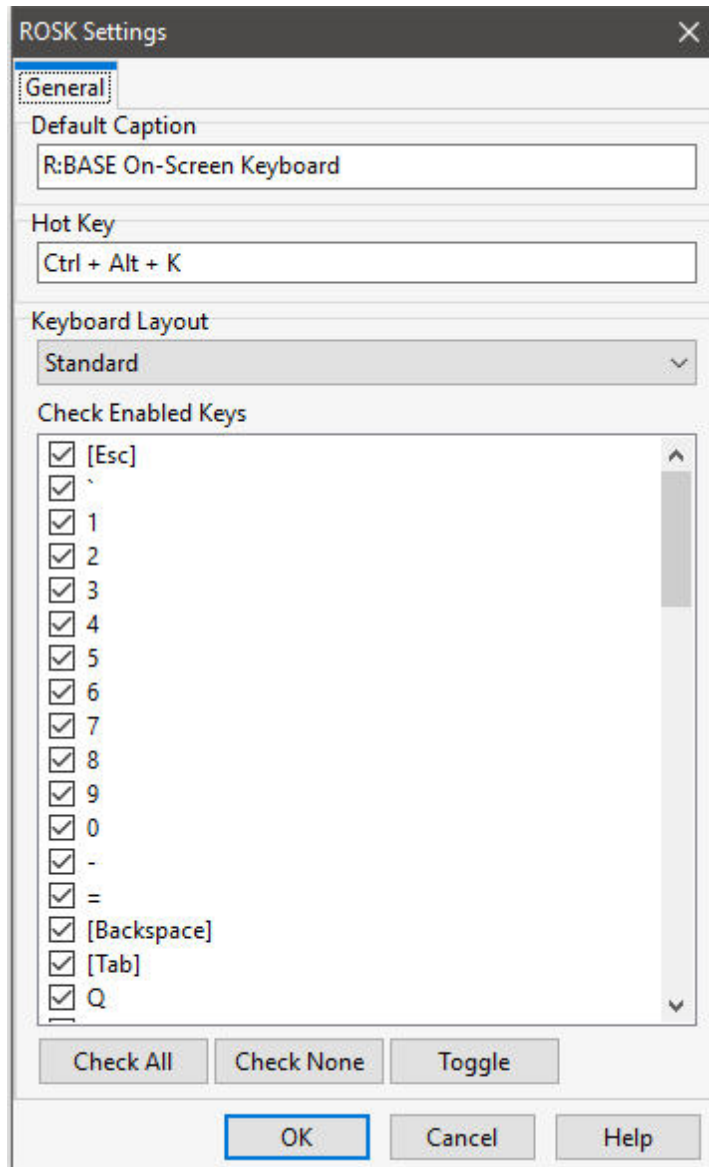 ROSK Settings
General
Default Caption
R:BASE On-Screen Keyboard
Hot Key
Ctrl + Alt + K
Keyboard Layout
Standard
Check Enabled Keys
[Esc]
`
1
2
3
4
5
6
7
8
9
0
-
=
[Backspace]
[Tab]
Q
Check All Check None Toggle
OK Cancel Help